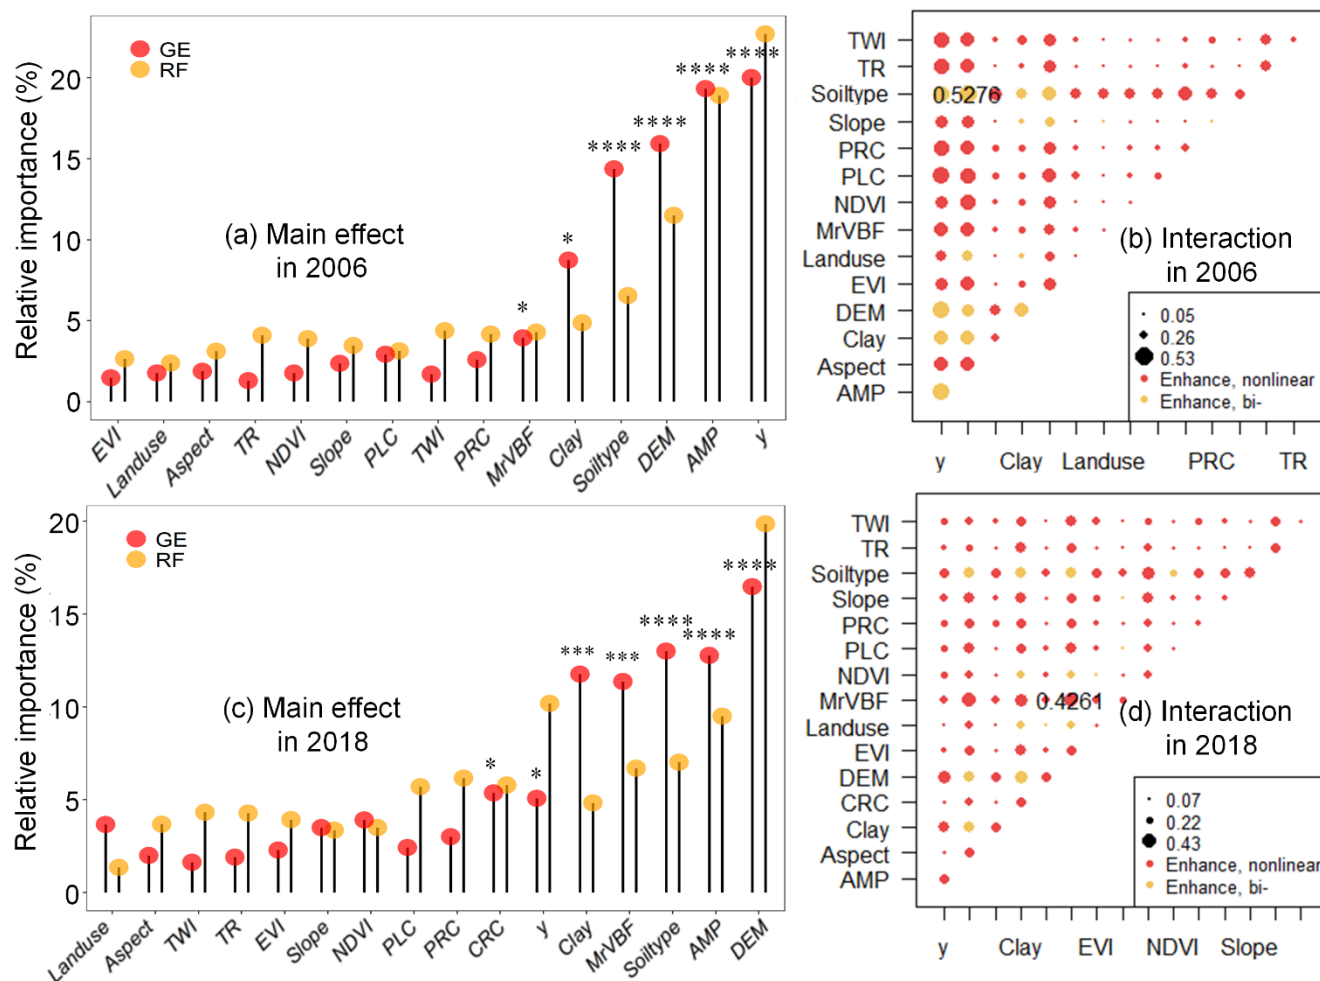 GE
RF
Relative importance (%)
20
15
10
5
0
(a) Main effect
in 2006
*
*
****
****
****
****
EVI
Landuse
Aspect
TR
NDVI
Slope
PLC
TWI
PRC
MrVBF
Clay
Soiltype
DEM
AMP
y
TWI
TR
Soiltype
Slope
PRC
PLC
NDVI
MrVBF
Landuse
EVI
DEM
Clay
Aspect
AMP
0.5276
(b) Interaction
in 2006
0.05
0.26
0.53
Enhance, nonlinear
Enhance, bi-
y Clay Landuse PRC TR
GE
RF
Relative importance (%)
20
15
10
5
0
(c) Main effect
in 2018
*
*
***
***
****
****
****
Landuse
Aspect
TWI
TR
EVI
Slope
NDVI
PLC
PRC
CRC
y
Clay
MrVBF
Soiltype
AMP
DEM
TWI
TR
Soiltype
Slope
PRC
PLC
NDVI
MrVBF
Landuse
EVI
DEM
CRC
Clay
Aspect
AMP
0.4261
(d) Interaction
in 2018
0.07
0.22
0.43
Enhance, nonlinear
Enhance, bi-
y Clay EVI NDVI Slope